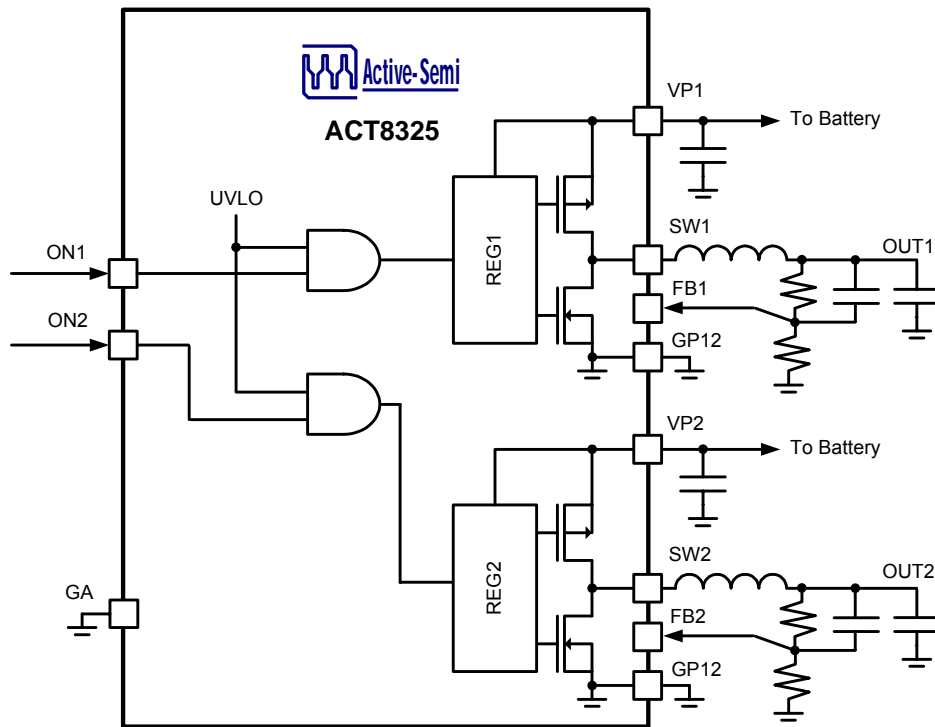 Active-Semi
ACT8325
VP1
To Battery
UVLO
ON1
REG1
SW1
OUT1
FB1
ON2
GP12
VP2
To Battery
REG2
SW2
OUT2
GA
FB2
GP12